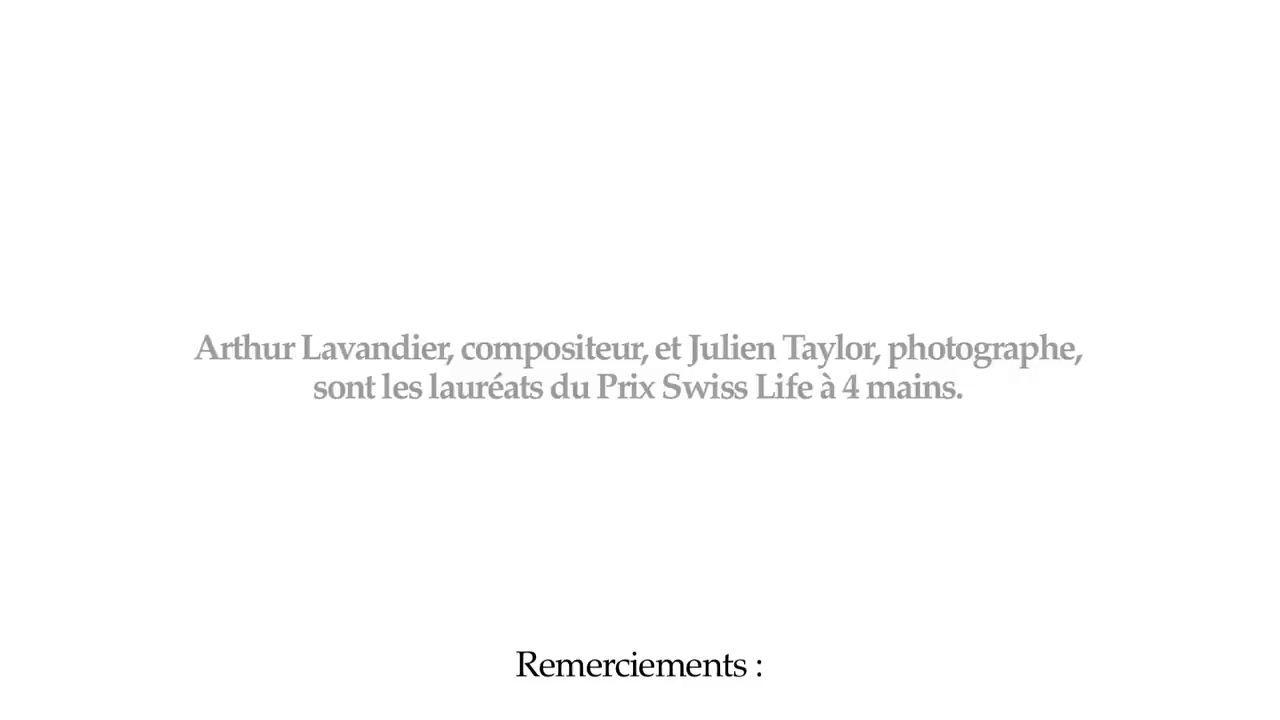 Arthur Lavandier, compositeur, et Julien Taylor, photographe,
sont les lauréats du Prix Swiss Life à 4 mains.
Remerciements :